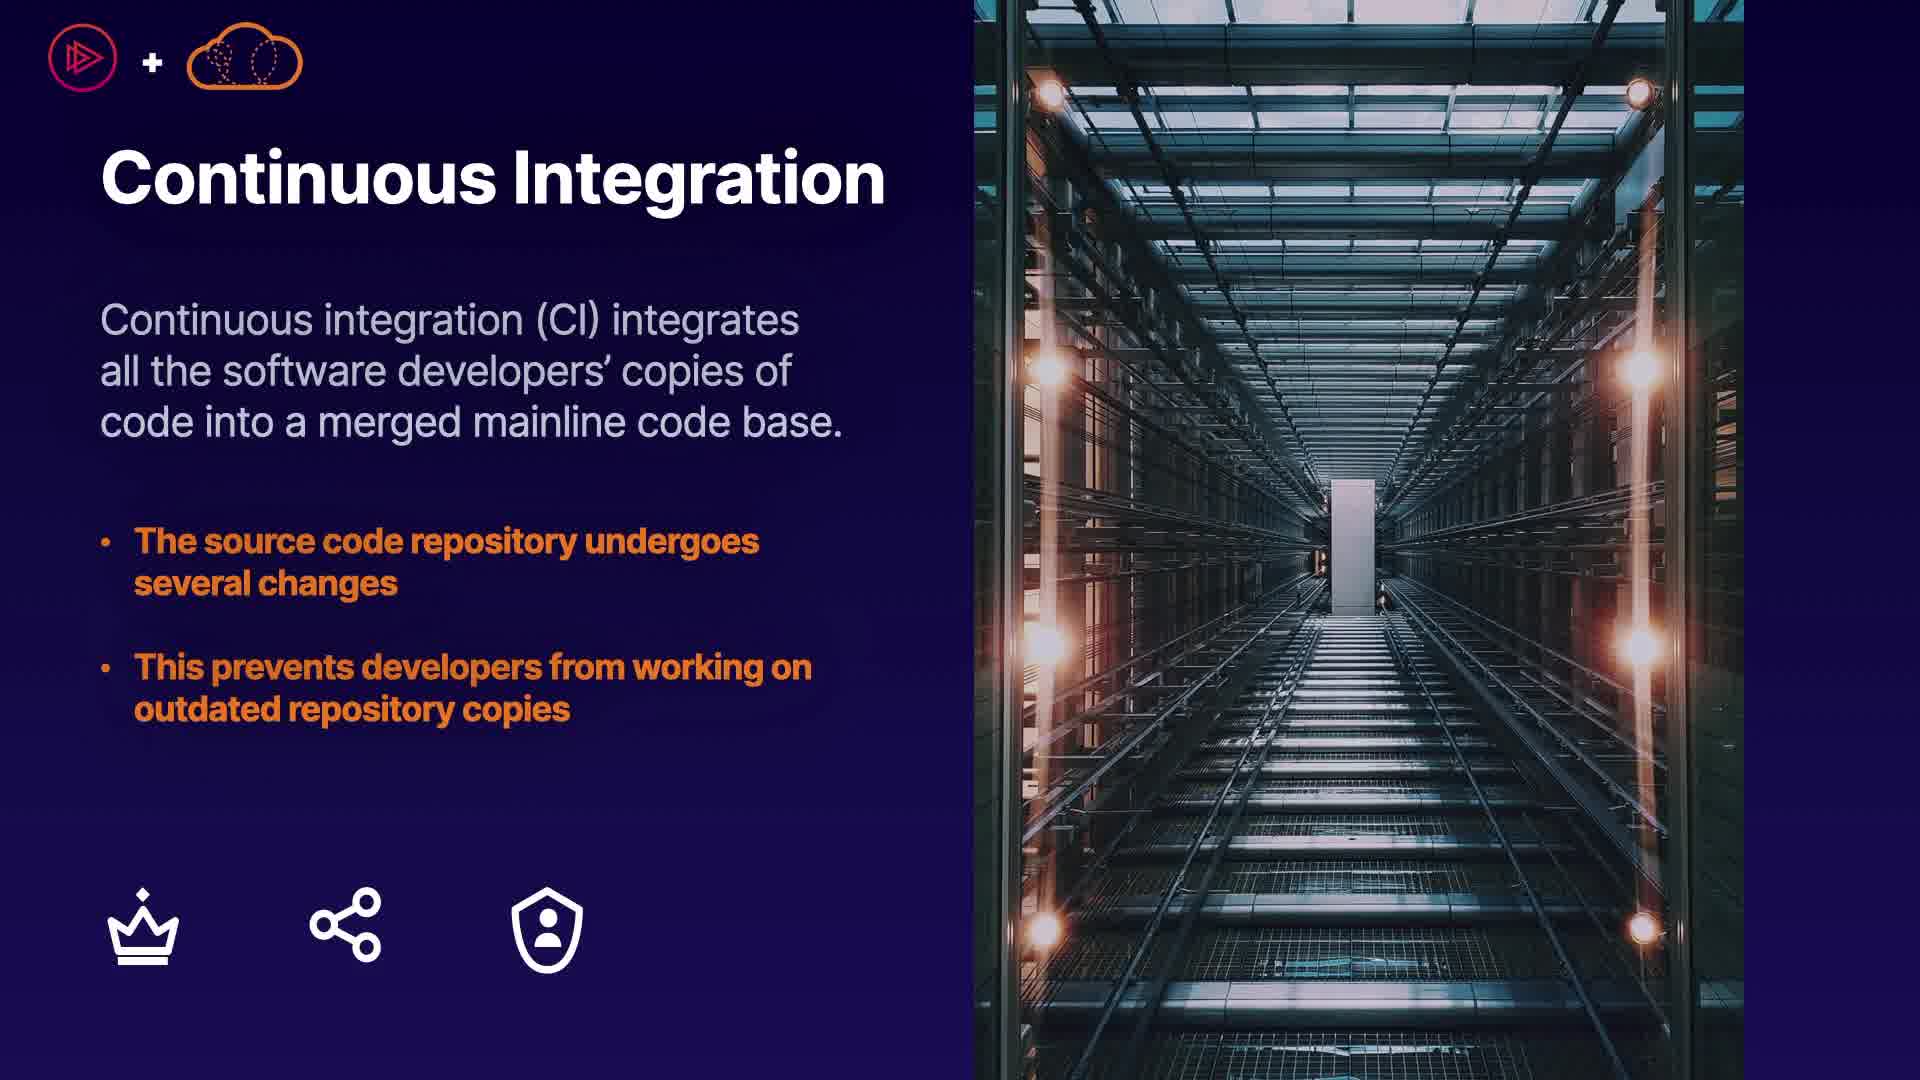 Continuous Integration
Continuous integration (CI) integrates
all the software developers’ copies of
code into a merged mainline code base.
• The source code repository undergoes
several changes
• This prevents developers from working on
outdated repository copies